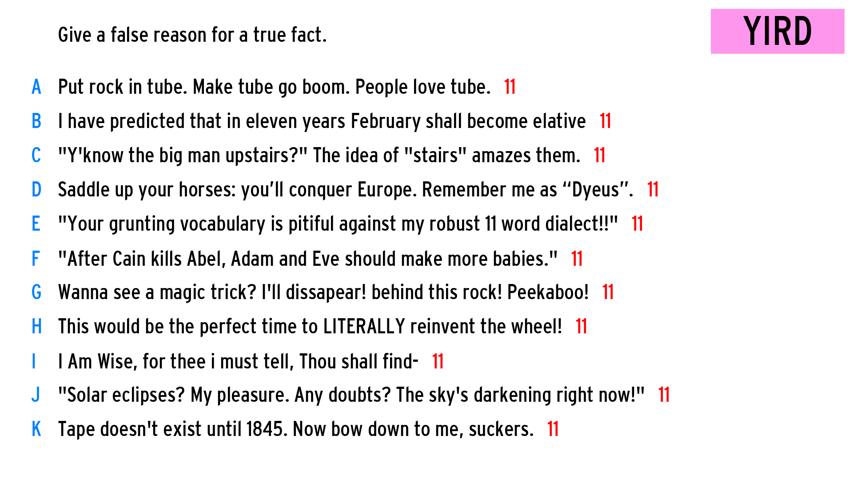 Give a false reason for a true fact.
YIRD
A Put rock in tube. Make tube go boom. People love tube. 11
B I have predicted that in eleven years February shall become elative 11
C "Y'know the big man upstairs?" The idea of "stairs" amazes them. 11
D Saddle up your horses: you’ll conquer Europe. Remember me as “Dyeus”. 11
E "Your grunting vocabulary is pitiful against my robust 11 word dialect!!" 11
F "After Cain kills Abel, Adam and Eve should make more babies." 11
G Wanna see a magic trick? I'll dissapear! behind this rock! Peekaboo! 11
H This would be the perfect time to LITERALLY reinvent the wheel! 11
I I Am Wise, for thee i must tell, Thou shall find- 11
J "Solar eclipses? My pleasure. Any doubts? The sky's darkening right now!" 11
K Tape doesn't exist until 1845. Now bow down to me, suckers. 11